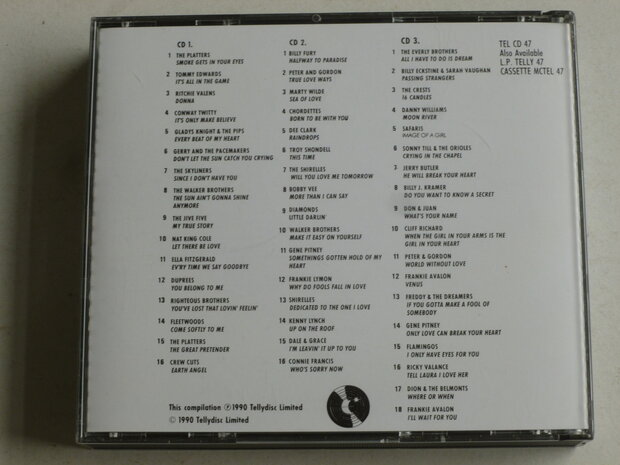 CD 1.
1 THE PLATTERS
SMOKE GETS IN YOUR EYES
2 TOMMY EDWARDS
IT'S ALL IN THE GAME
3 RITCHIE VALENS
DONNA
4 CONWAY TWITTY
IT'S ONLY MAKE BELIEVE
5 GLADYS KNIGHT & THE PIPS
EVERY BEAT OF MY HEART
6 GERRY AND THE PACEMAKERS
DON'T LET THE SUN CATCH YOU CRYING
7 THE SKYLINERS
SINCE I DON'T HAVE YOU
8 THE WALKER BROTHERS
THE SUN AIN'T GONNA SHINE
ANYMORE
9 THE JIVE FIVE
MY TRUE STORY
10 NAT KING COLE
LET THERE BE LOVE
11 ELLA FITZGERALD
EV'RY TIME WE SAY GOODBYE
12 DUPREES
YOU BELONG TO ME
13 RIGHTEOUS BROTHERS
YOU'VE LOST THAT LOVIN' FEELIN'
14 FLEETWOODS
COME SOFTLY TO ME
15 THE PLATTERS
THE GREAT PRETENDER
16 CREW CUTS
EARTH ANGEL
CD 2.
1 BILLY FURY
HALFWAY TO PARADISE
2 PETER AND GORDON
TRUE LOVE WAYS
3 MARTY WILDE
SEA OF LOVE
4 CHORDETTES
BORN TO BE WITH YOU
5 DEE CLARK
RAINDROPS
6 TROY SHONDELL
THIS TIME
7 THE SHIRELLES
WILL YOU LOVE ME TOMORROW
8 BOBBY VEE
MORE THAN I CAN SAY
9 DIAMONDS
LITTLE DARLIN'
10 WALKER BROTHERS
MAKE IT EASY ON YOURSELF
11 GENE PITNEY
SOMETHINGS GOTTEN HOLD OF MY
HEART
12 FRANKIE LYMON
WHY DO FOOLS FALL IN LOVE
13 SHIRELLES
DEDICATED TO THE ONE I LOVE
14 KENNY LYNCH
UP ON THE ROOF
15 DALE & GRACE
I'M LEAVIN' IT UP TO YOU
16 CONNIE FRANCIS
WHO'S SORRY NOW
CD 3.
1 THE EVERLY BROTHERS
ALL I HAVE TO DO IS DREAM
2 BILLY ECKSTINE & SARAH VAUGHAN
PASSING STRANGERS
3 THE CRESTS
16 CANDLES
4 DANNY WILLIAMS
MOON RIVER
5 SAFARIS
IMAGE OF A GIRL
6 SONNY TILL & THE ORIOLES
CRYING IN THE CHAPEL
7 JERRY BUTLER
HE WILL BREAK YOUR HEART
8 BILLY J. KRAMER
DO YOU WANT TO KNOW A SECRET
9 DON & JUAN
WHAT'S YOUR NAME
10 CLIFF RICHARD
WHEN THE GIRL IN YOUR ARMS IS THE
GIRL IN YOUR HEART
11 PETER & GORDON
WORLD WITHOUT LOVE
12 FRANKIE AVALON
VENUS
13 FREDDY & THE DREAMERS
IF YOU GOTTA MAKE A FOOL OF
SOMEBODY
14 GENE PITNEY
ONLY LOVE CAN BREAK YOUR HEART
15 FLAMINGOS
I ONLY HAVE EYES FOR YOU
16 RICKY VALANCE
TELL LAURA I LOVE HER
17 DION & THE BELMONTS
WHERE OR WHEN
18 FRANKIE AVALON
I'LL WAIT FOR YOU
TEL CD 47
Also Available
L.P. TELLY 47
CASSETTE MCTEL 47
This compilation ℗1990 Tellydisc Limited
© 1990 Tellydisc Limited